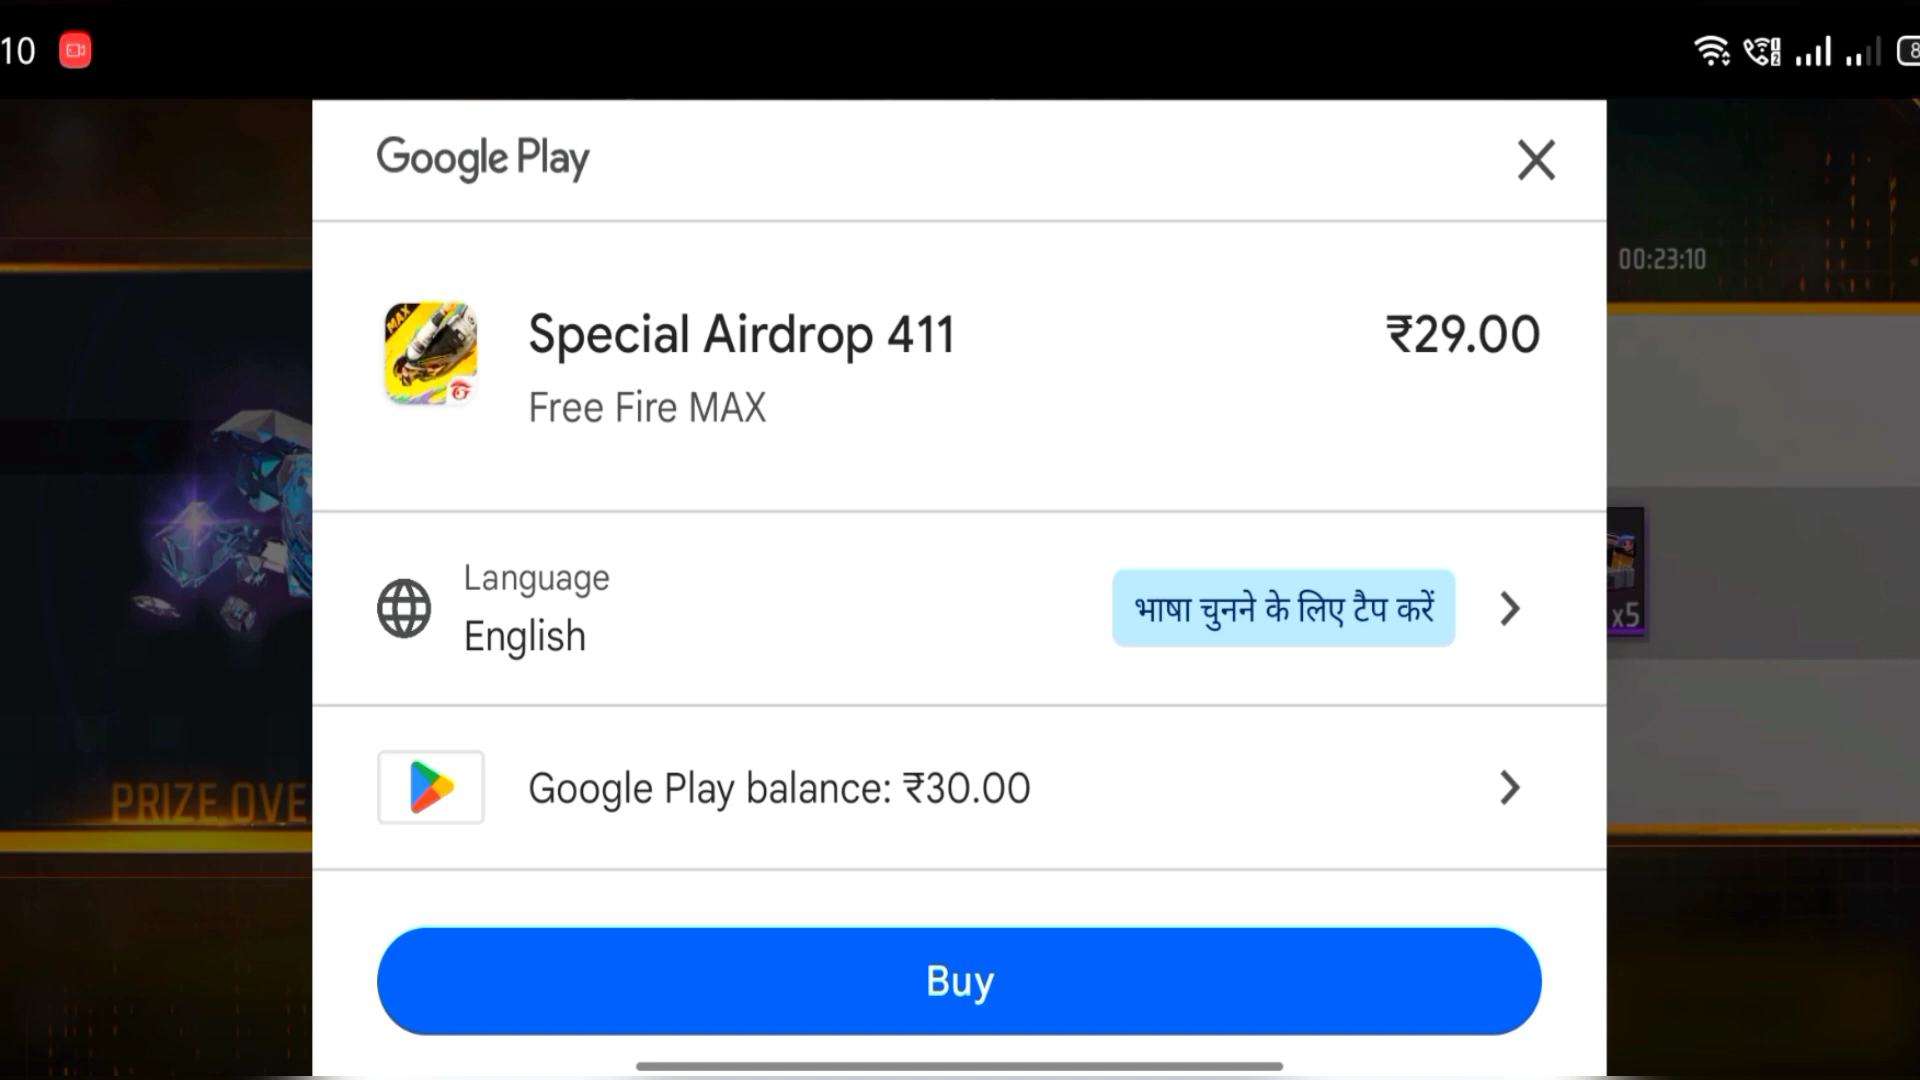 10
Google Play
00:23:10
Special Airdrop 411
₹29.00
MAX
Free Fire MAX
Language
English
भाषा चुनने के लिए टैप करें
x5
Google Play balance: ₹30.00
PRIZE OVE
Buy